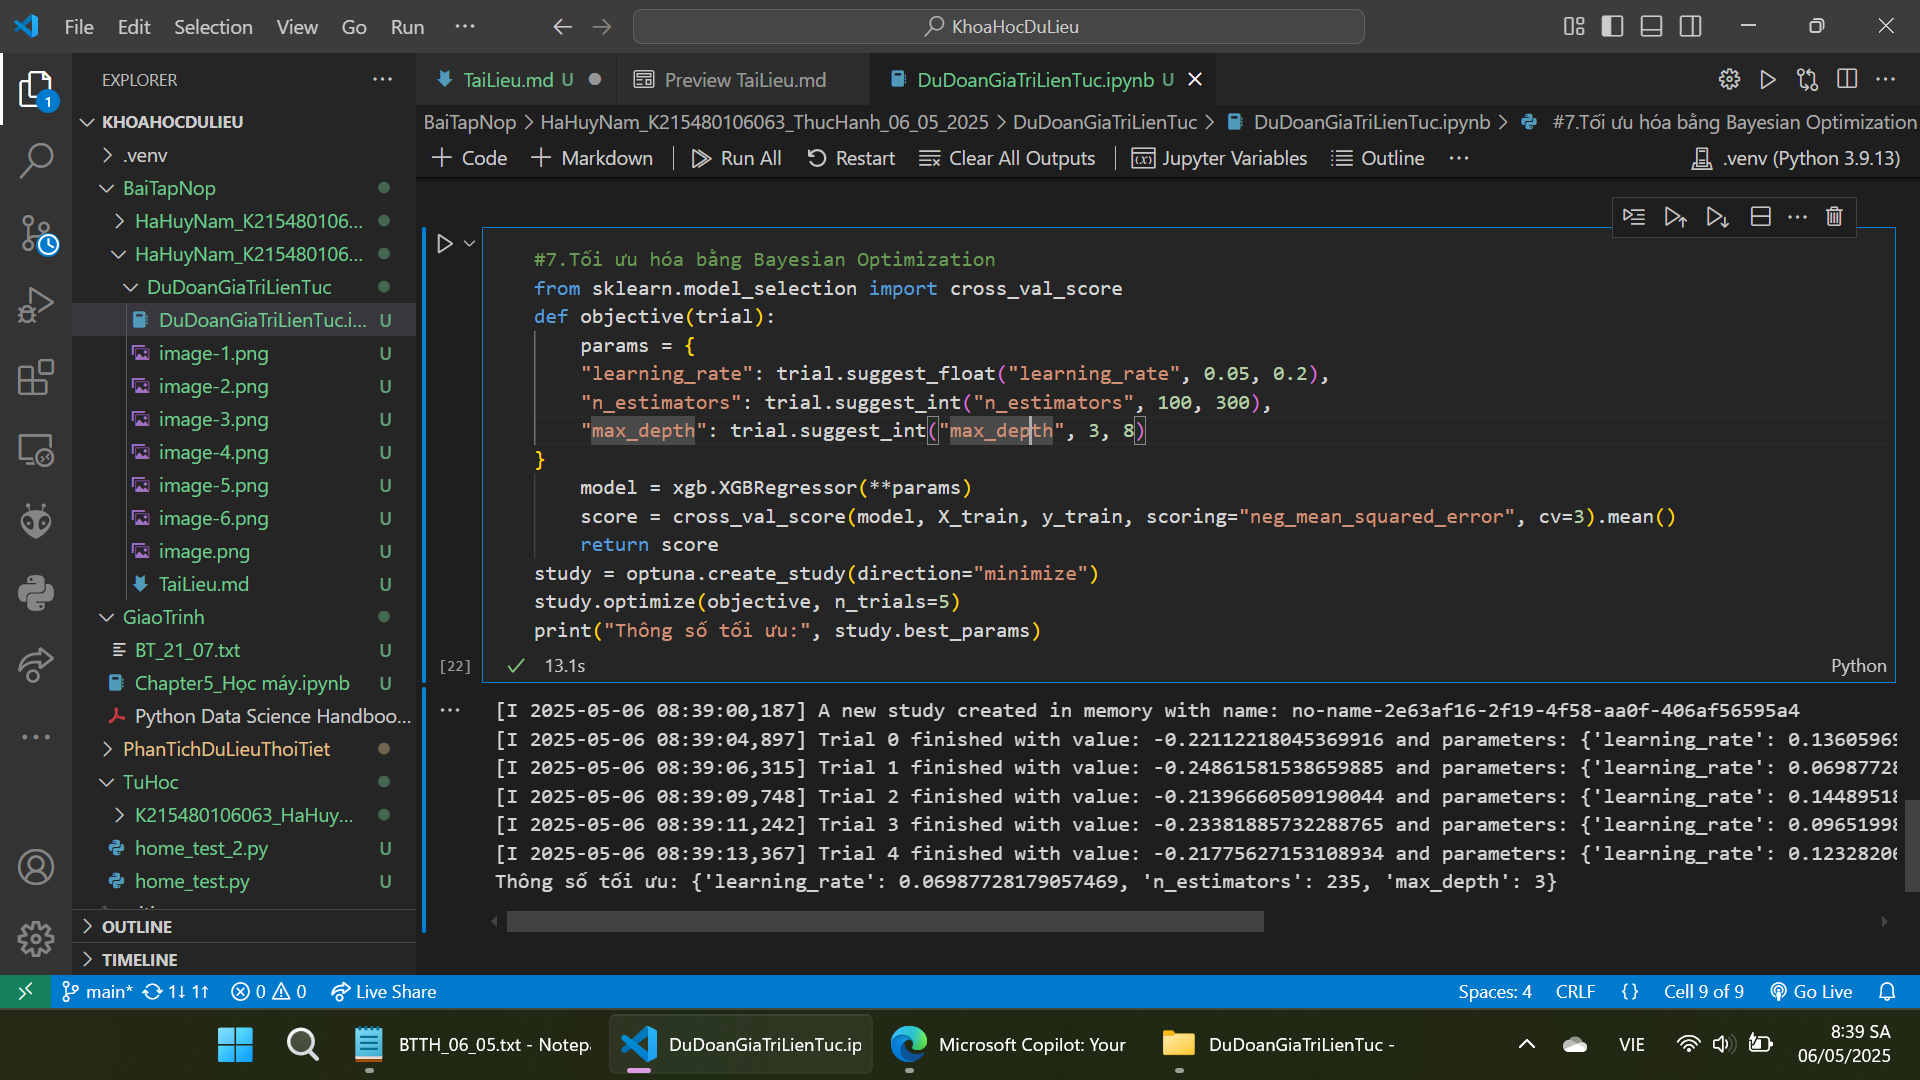 File Edit Selection View Go Run ··· KhoaHocDuLieu
EXPLORER ···
TaiLieu.md U
Preview TaiLieu.md
DuDoanGiaTriLienTuc.ipynb U
BaiTapNop > HaHuyNam_K215480106063_ThucHanh_06_05_2025 > DuDoanGiaTriLienTuc > DuDoanGiaTriLienTuc.ipynb > #7.Tối ưu hóa bằng Bayesian Optimization
+ Code + Markdown Run All Restart Clear All Outputs Jupyter Variables Outline ··· .venv (Python 3.9.13)
1
KHOAHOCDULIEU
.venv
BaiTapNop
HaHuyNam_K215480106...
HaHuyNam_K215480106...
DuDoanGiaTriLienTuc
DuDoanGiaTriLienTuc.i... U
image-1.png U
image-2.png U
image-3.png U
image-4.png U
image-5.png U
image-6.png U
image.png U
TaiLieu.md U
GiaoTrinh
BT_21_07.txt U
Chapter5_Học máy.ipynb U
Python Data Science Handboo...
PhanTichDuLieuThoiTiet
TuHoc
K215480106063_HaHuy...
home_test_2.py U
home_test.py U
OUTLINE
TIMELINE
#7.Tối ưu hóa bằng Bayesian Optimization
from sklearn.model_selection import cross_val_score
def objective(trial):
params = {
"learning_rate": trial.suggest_float("learning_rate", 0.05, 0.2),
"n_estimators": trial.suggest_int("n_estimators", 100, 300),
"max_depth": trial.suggest_int("max_depth", 3, 8)
}
model = xgb.XGBRegressor(**params)
score = cross_val_score(model, X_train, y_train, scoring="neg_mean_squared_error", cv=3).mean()
return score
study = optuna.create_study(direction="minimize")
study.optimize(objective, n_trials=5)
print("Thông số tối ưu:", study.best_params)
[22] 13.1s Python
[I 2025-05-06 08:39:00,187] A new study created in memory with name: no-name-2e63af16-2f19-4f58-aa0f-406af56595a4
[I 2025-05-06 08:39:04,897] Trial 0 finished with value: -0.22112218045369916 and parameters: {'learning_rate': 0.13605969
[I 2025-05-06 08:39:06,315] Trial 1 finished with value: -0.24861581538659885 and parameters: {'learning_rate': 0.06987728
[I 2025-05-06 08:39:09,748] Trial 2 finished with value: -0.21396660509190044 and parameters: {'learning_rate': 0.14489518
[I 2025-05-06 08:39:11,242] Trial 3 finished with value: -0.23381885732288765 and parameters: {'learning_rate': 0.09651998
[I 2025-05-06 08:39:13,367] Trial 4 finished with value: -0.21775627153108934 and parameters: {'learning_rate': 0.12328206
Thông số tối ưu: {'learning_rate': 0.06987728179057469, 'n_estimators': 235, 'max_depth': 3}
main* 1↓ 1↑ 0 0 Live Share Spaces: 4 CRLF {} Cell 9 of 9 Go Live
BTTH_06_05.txt - Notep
DuDoanGiaTriLienTuc.ip
Microsoft Copilot: Your
DuDoanGiaTriLienTuc -
VIE
8:39 SA
06/05/2025